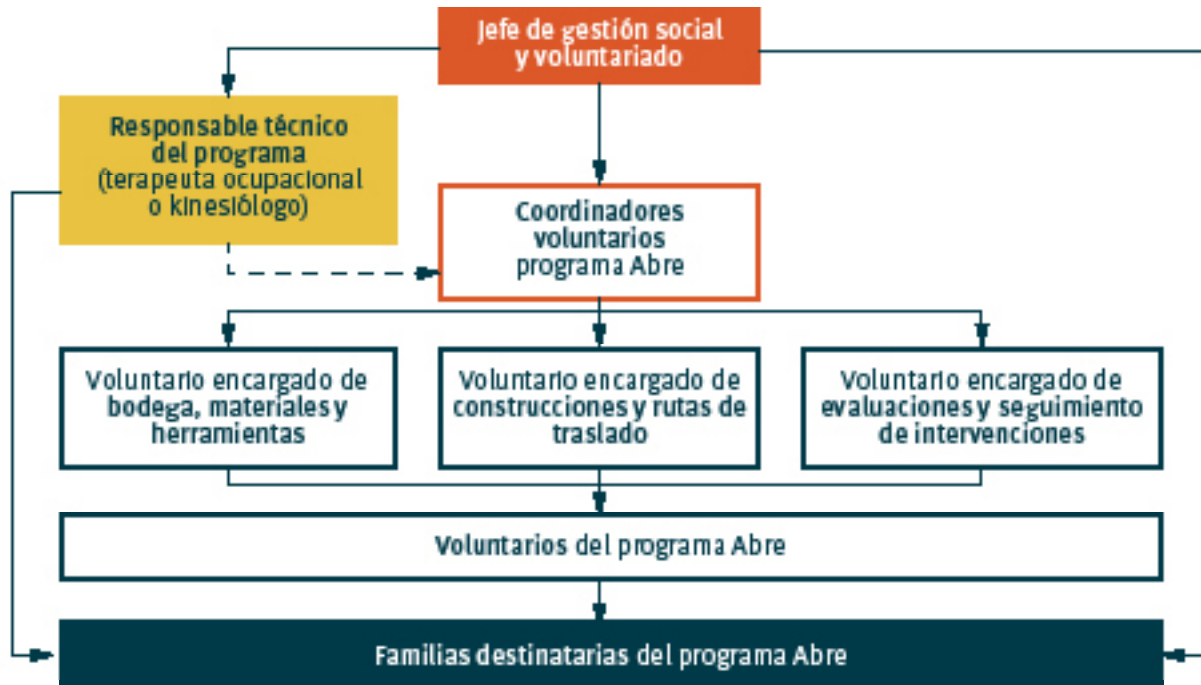 Jefe de gestión social
y voluntariado
Responsable técnico
del programa
(terapeuta ocupacional
o kinesiólogo)
Coordinadores
voluntarios
programa Abre
Voluntario encargado de
bodega, materiales y
herramientas
Voluntario encargado de
construcciones y rutas de
traslado
Voluntario encargado de
evaluaciones y seguimiento
de intervenciones
Voluntarios del programa Abre
Familias destinatarias del programa Abre